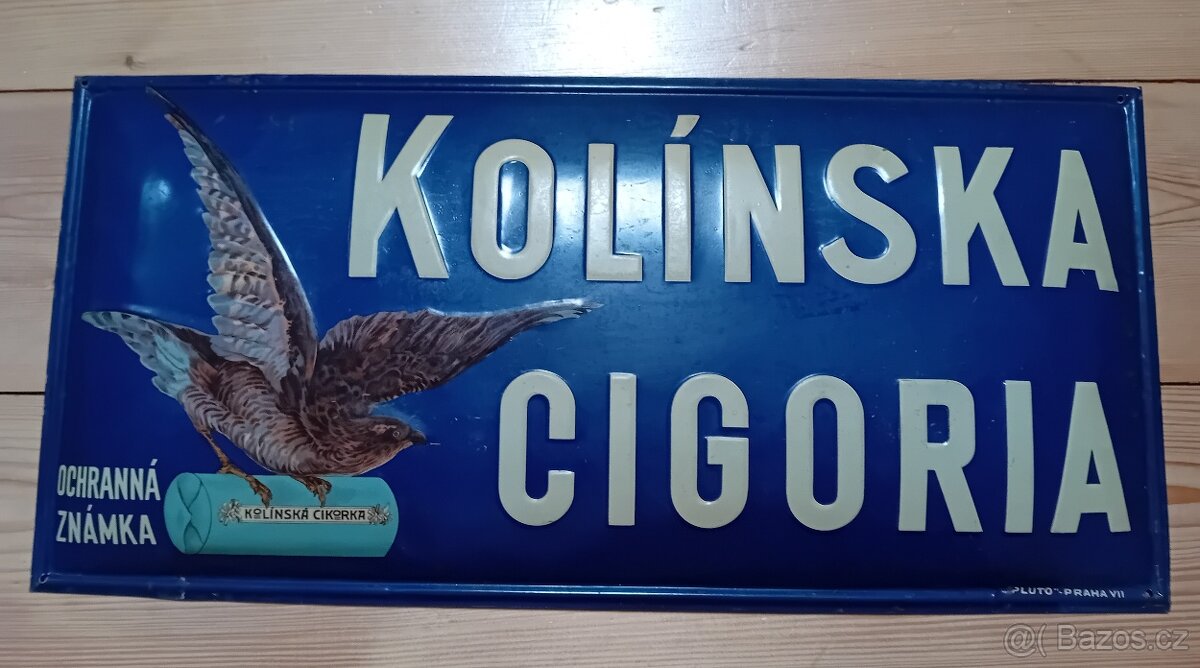 KOLÍNSKA
CIGORIA
OCHRANNÁ
ZNÁMKA
KOLÍNSKÁ CIKORKA
"PLUTO"-PRAHA VII
@( Bazos.cz